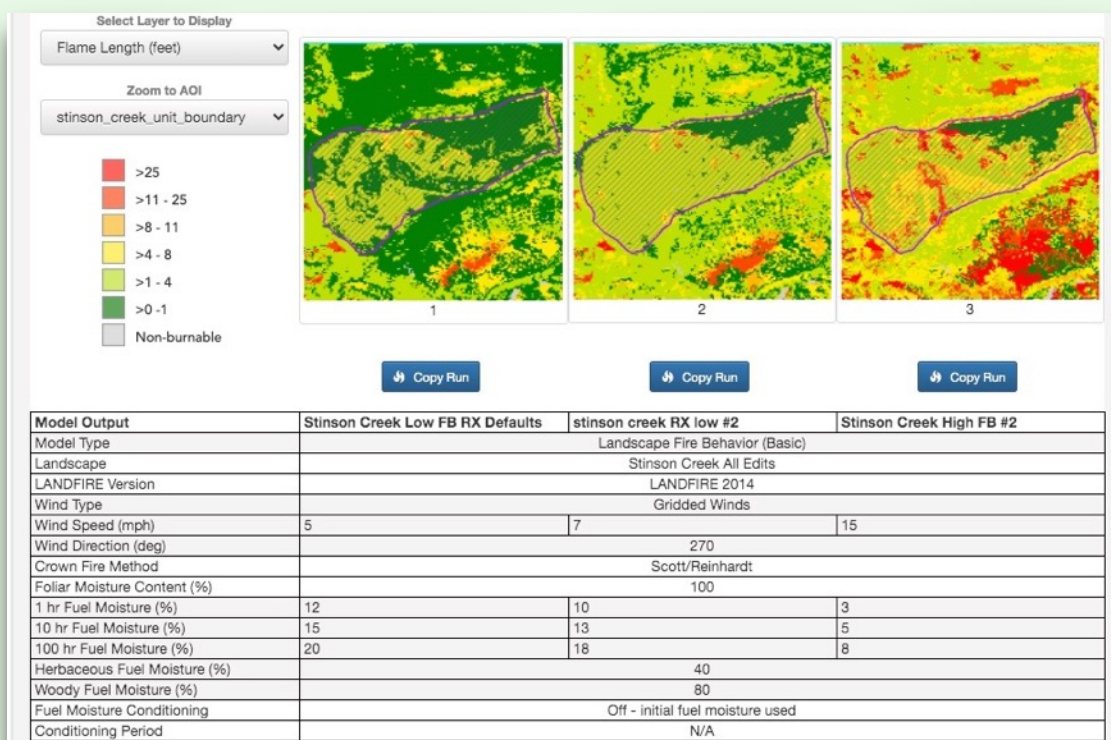 Select Layer to Display
Flame Length (feet)
Zoom to AOI
stinson_creek_unit_boundary
>25
>11 - 25
>8 - 11
>4 - 8
>1 - 4
>0 -1
Non-burnable
1 2 3
Copy Run Copy Run Copy Run
Model Output Stinson Creek Low FB RX Defaults stinson creek RX low #2 Stinson Creek High FB #2
Model Type Landscape Fire Behavior (Basic)
Landscape Stinson Creek All Edits
LANDFIRE Version LANDFIRE 2014
Wind Type Gridded Winds
Wind Speed (mph) 5 7 15
Wind Direction (deg) 270
Crown Fire Method Scott/Reinhardt
Foliar Moisture Content (%) 100
1 hr Fuel Moisture (%) 12 10 3
10 hr Fuel Moisture (%) 15 13 5
100 hr Fuel Moisture (%) 20 18 8
Herbaceous Fuel Moisture (%) 40
Woody Fuel Moisture (%) 80
Fuel Moisture Conditioning Off - initial fuel moisture used
Conditioning Period N/A